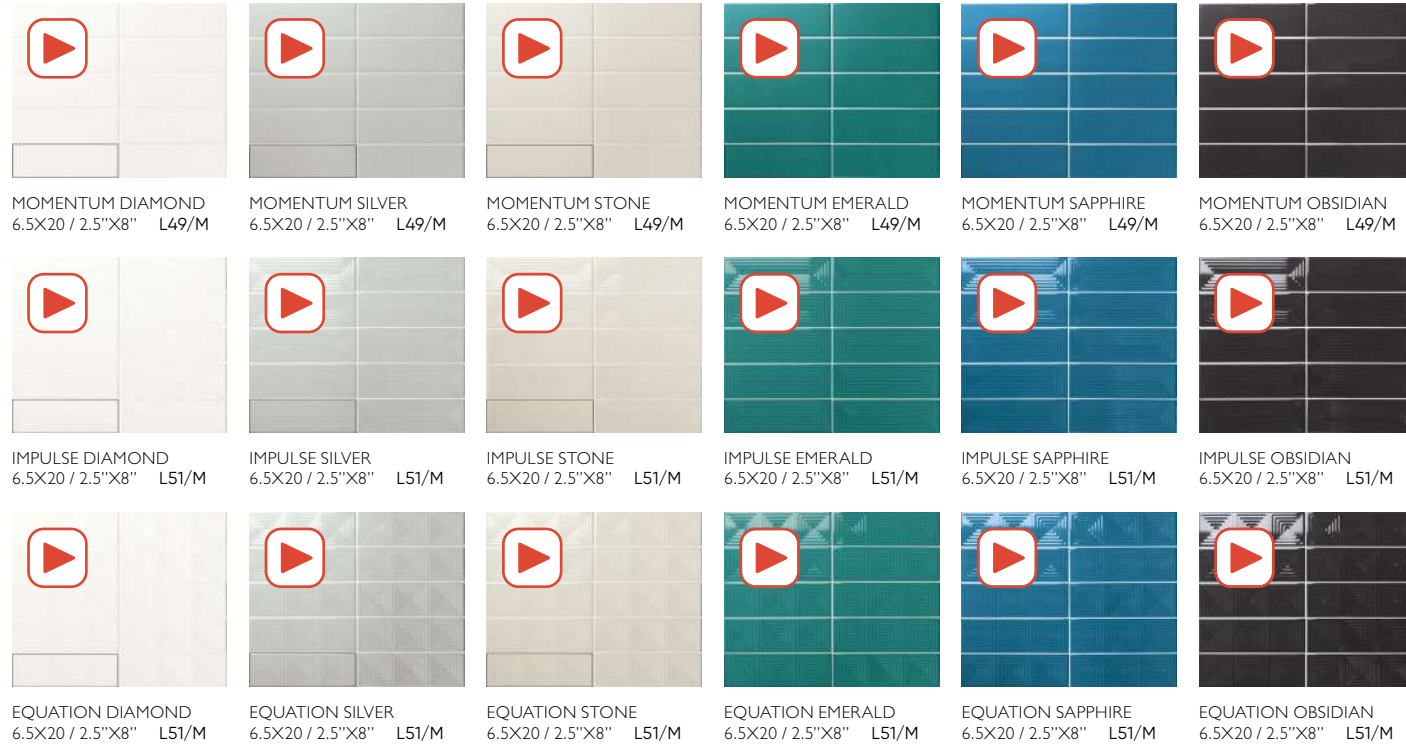 MOMENTUM DIAMOND
6.5X20 / 2.5”X8” L49/M
MOMENTUM SILVER
6.5X20 / 2.5”X8” L49/M
MOMENTUM STONE
6.5X20 / 2.5”X8” L49/M
MOMENTUM EMERALD
6.5X20 / 2.5”X8” L49/M
MOMENTUM SAPPHIRE
6.5X20 / 2.5”X8” L49/M
MOMENTUM OBSIDIAN
6.5X20 / 2.5”X8” L49/M
IMPULSE DIAMOND
6.5X20 / 2.5”X8” L51/M
IMPULSE SILVER
6.5X20 / 2.5”X8” L51/M
IMPULSE STONE
6.5X20 / 2.5”X8” L51/M
IMPULSE EMERALD
6.5X20 / 2.5”X8” L51/M
IMPULSE SAPPHIRE
6.5X20 / 2.5”X8” L51/M
IMPULSE OBSIDIAN
6.5X20 / 2.5”X8” L51/M
EQUATION DIAMOND
6.5X20 / 2.5”X8” L51/M
EQUATION SILVER
6.5X20 / 2.5”X8” L51/M
EQUATION STONE
6.5X20 / 2.5”X8” L51/M
EQUATION EMERALD
6.5X20 / 2.5”X8” L51/M
EQUATION SAPPHIRE
6.5X20 / 2.5”X8” L51/M
EQUATION OBSIDIAN
6.5X20 / 2.5”X8” L51/M